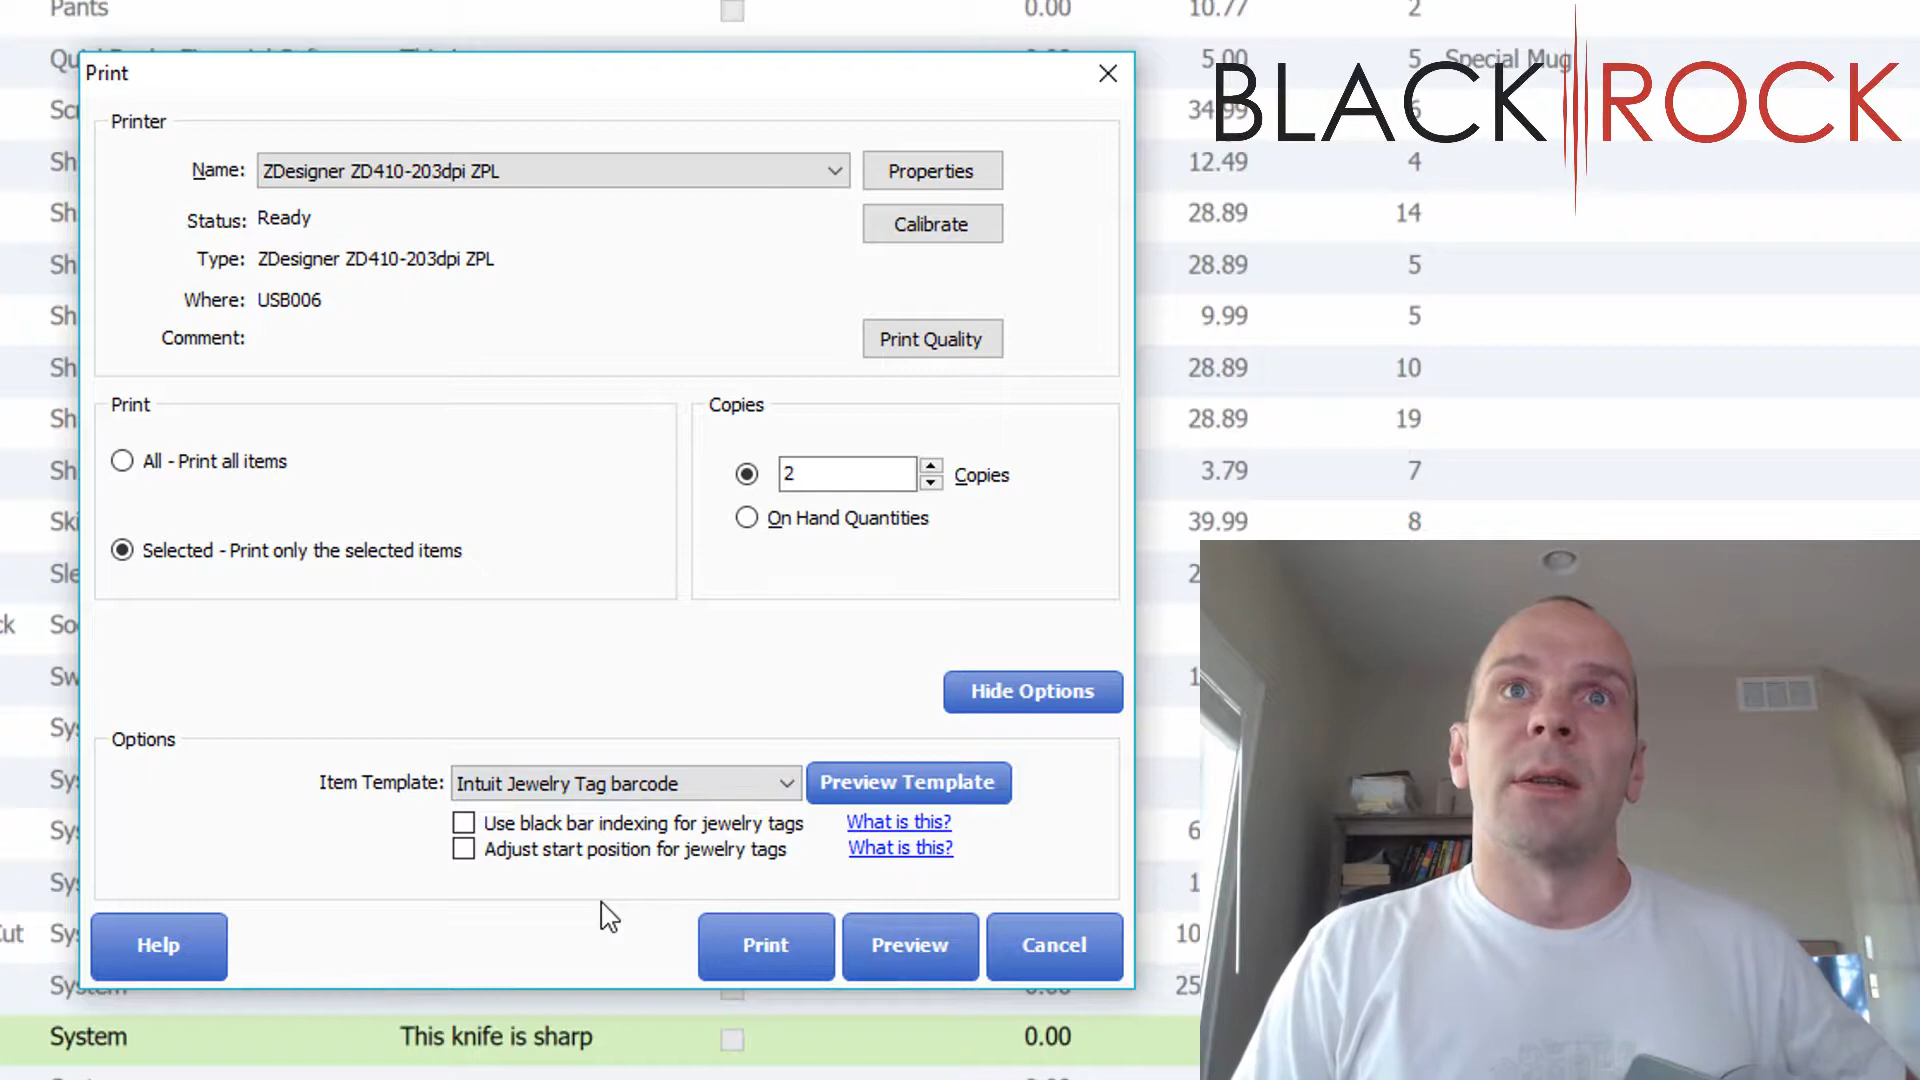 Pants 0.00 10.77 2
5.00 5 Special Mug
Print
BLACK ROCK
Printer
34.99 6
Name: ZDesigner ZD410-203dpi ZPL Properties
12.49 4
Status: Ready Calibrate
28.89 14
Type: ZDesigner ZD410-203dpi ZPL
28.89 5
Where: USB006
9.99 5
Comment: Print Quality
28.89 10
Print Copies
28.89 19
All - Print all items
2 Copies
3.79 7
On Hand Quantities
39.99 8
Selected - Print only the selected items
Hide Options
Options
Item Template: Intuit Jewelry Tag barcode Preview Template
Use black bar indexing for jewelry tags What is this?
Adjust start position for jewelry tags What is this?
Help Print Preview Cancel
System This knife is sharp 0.00